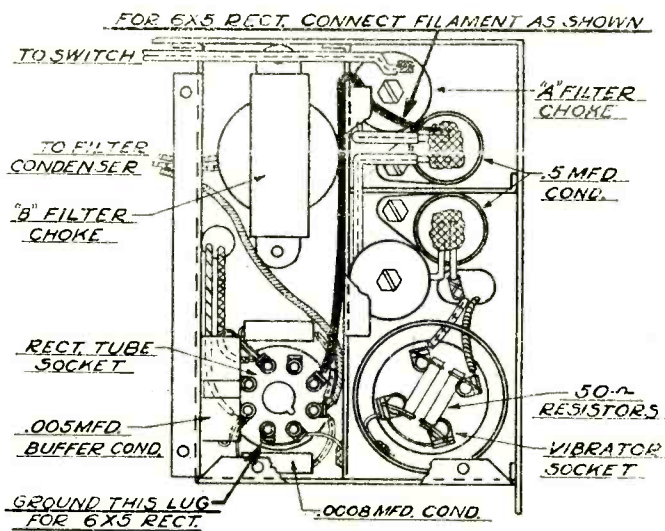 FOR 6X5 RECT. CONNECT FILAMENT AS SHOWN
TO SWITCH
"A" FILTER
CHOKE
TO FILTER
CONDENSER
.5 MFD.
COND.
"B" FILTER
CHOKE
RECT. TUBE
SOCKET
50-Ω
RESISTORS
.005 MFD.
BUFFER COND.
VIBRATOR
SOCKET
GROUND THIS LUG
FOR 6X5 RECT.
.0008 MFD. COND.